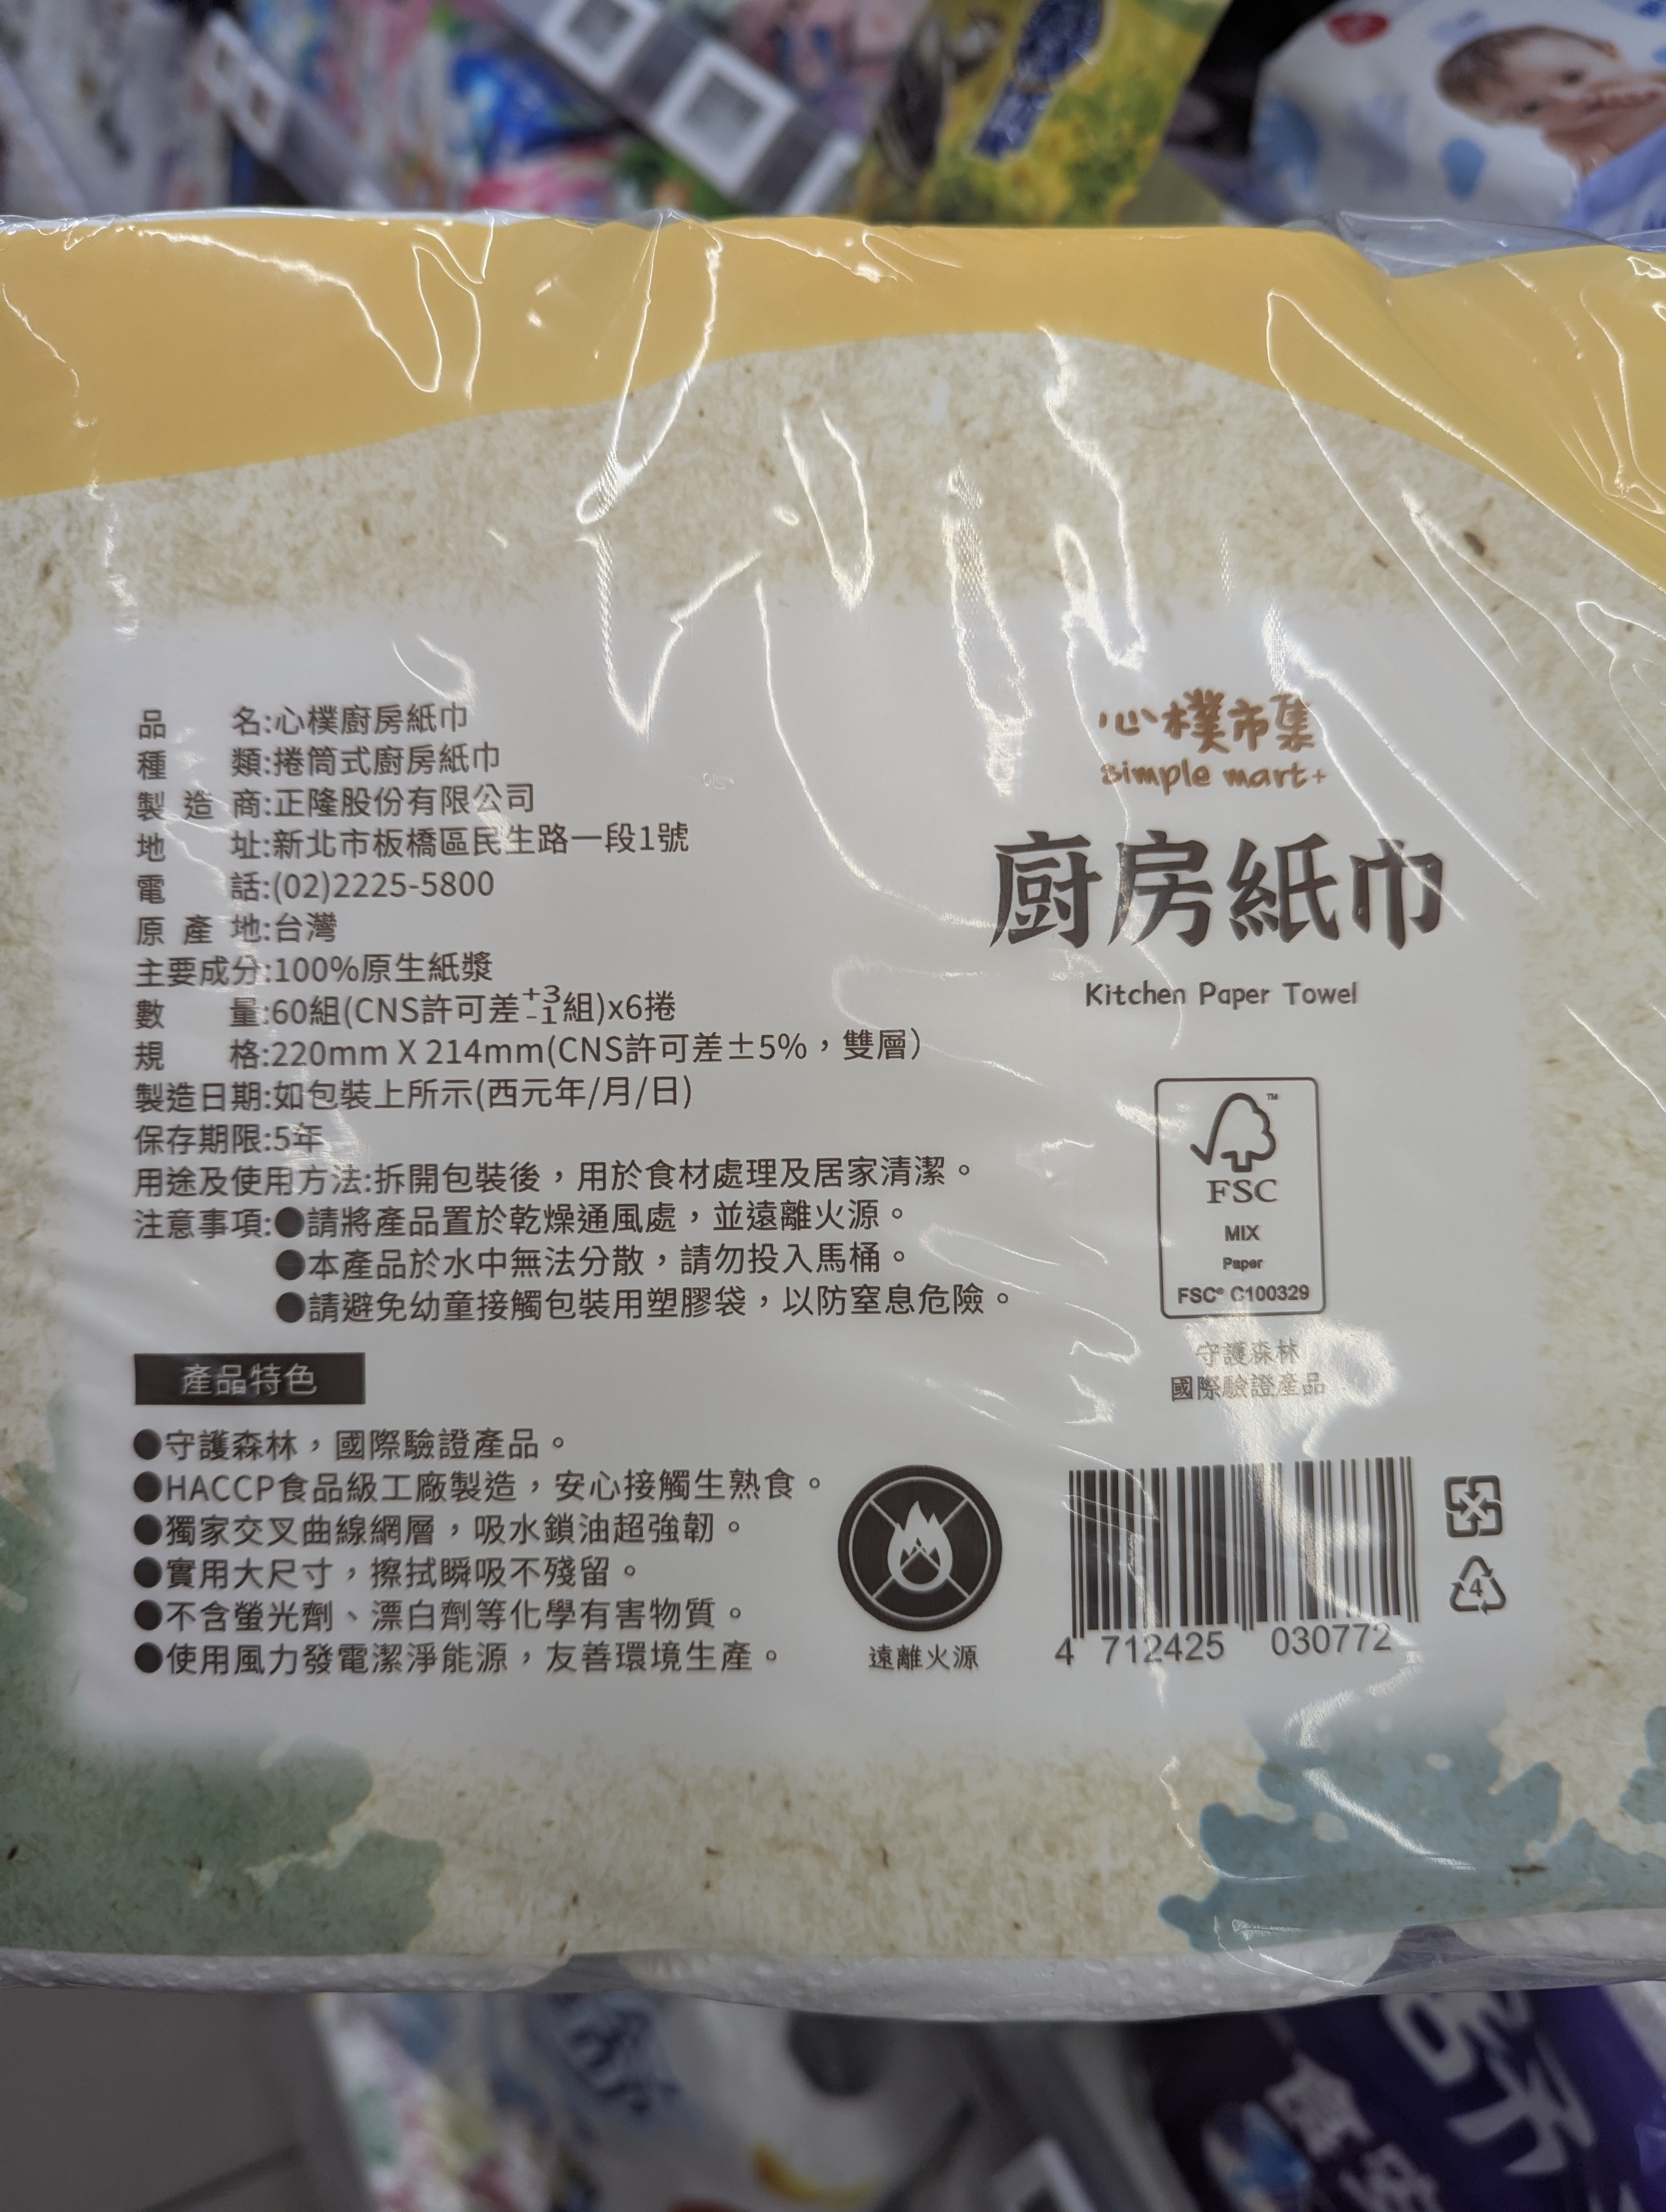 品名:心樸廚房紙巾
種類:捲筒式廚房紙巾
製造商:正隆股份有限公司
地址:新北市板橋區民生路一段1號
電話:(02)2225-5800
原產地:台灣
主要成分:100%原生紙漿
數量:60組(CNS許可差+3-1組)x6捲
規格:220mm X 214mm(CNS許可差±5%，雙層)
製造日期:如包裝上所示(西元年/月/日)
保存期限:5年
用途及使用方法:拆開包裝後，用於食材處理及居家清潔。
注意事項:●請將產品置於乾燥通風處，並遠離火源。
●本產品於水中無法分散，請勿投入馬桶。
●請避免幼童接觸包裝用塑膠袋，以防窒息危險。
產品特色
●守護森林，國際驗證產品。
●HACCP食品級工廠製造，安心接觸生熟食。
●獨家交叉曲線網層，吸水鎖油超強韌。
●實用大尺寸，擦拭瞬吸不殘留。
●不含螢光劑、漂白劑等化學有害物質。
●使用風力發電潔淨能源，友善環境生產。
遠離火源
心樸市集
simple mart+
廚房紙巾
Kitchen Paper Towel
FSC™
MIX
Paper
FSC® C100329
守護森林
國際驗證產品
4 712425 030772
4